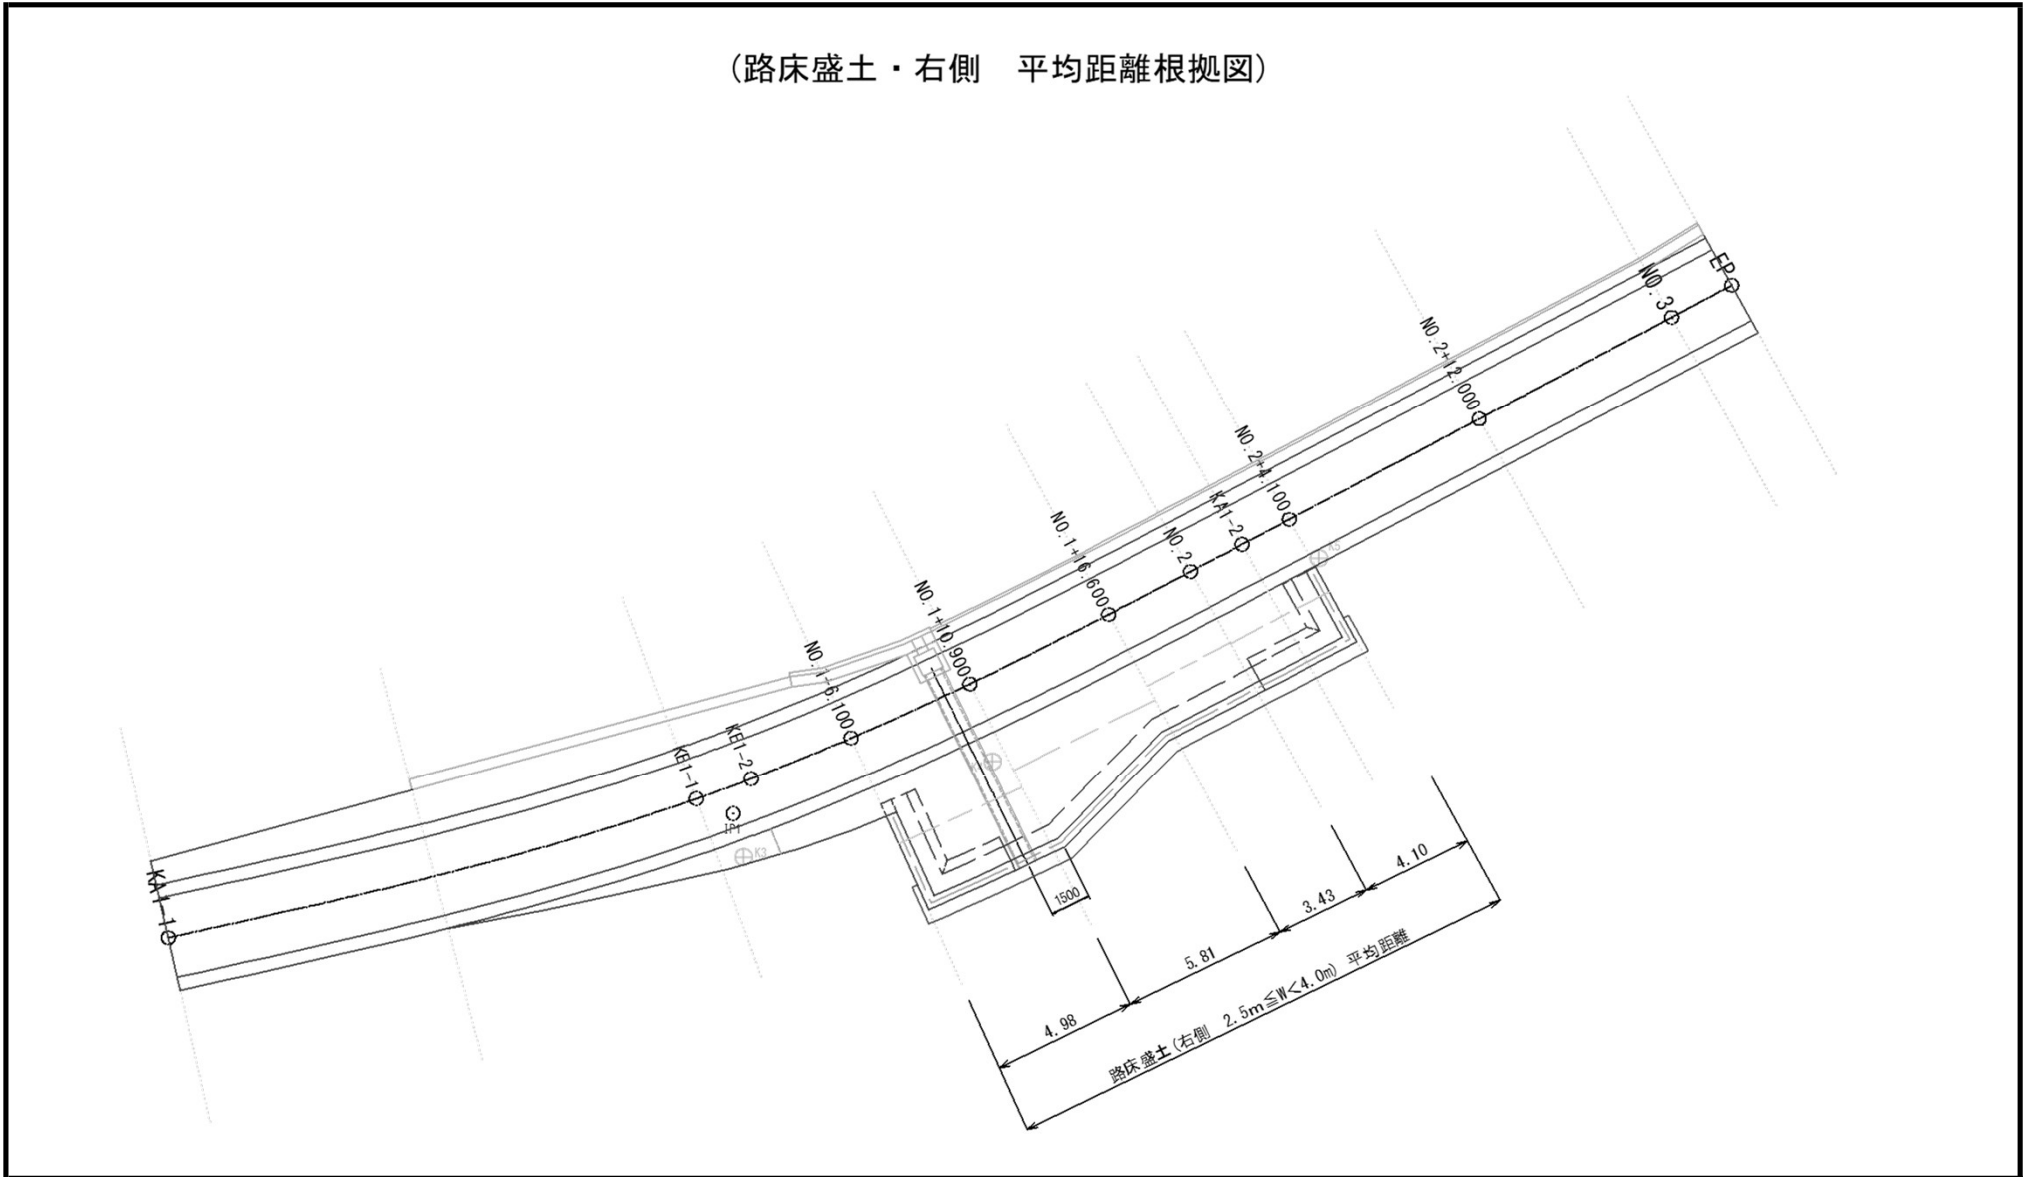 (路床盛土・右側　平均距離根拠図)
EP
NO.3
NO.2+12.000
NO.2+4.100
KA1-2
NO.2
NO.1+16.600
K5
NO.1+10.900
NO.1+6.100
KE1-2
KE1-1
IP1
K3
KA1-1
1500
4.10
3.43
5.81
4.98
路床盛土(右側　2.5m≦W<4.0m)　平均距離